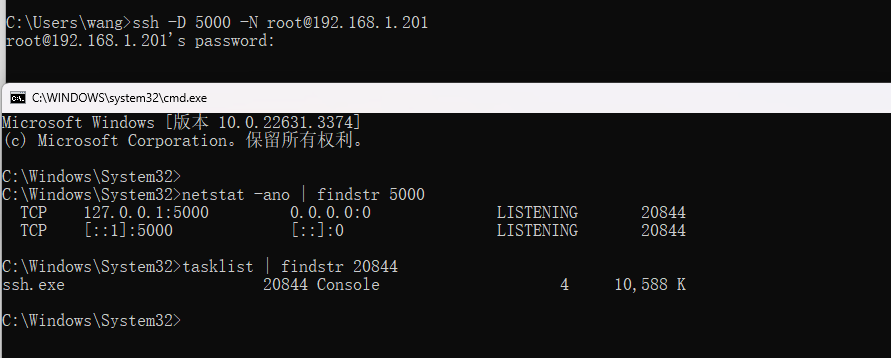 C:\Users\wang>ssh -D 5000 -N root@192.168.1.201
root@192.168.1.201's password:
C:\WINDOWS\system32\cmd.exe
Microsoft Windows [版本 10.0.22631.3374]
(c) Microsoft Corporation。保留所有权利。
C:\Windows\System32>
C:\Windows\System32>netstat -ano | findstr 5000
  TCP    127.0.0.1:5000         0.0.0.0:0              LISTENING       20844
  TCP    [::1]:5000             [::]:0                 LISTENING       20844
C:\Windows\System32>tasklist | findstr 20844
ssh.exe                      20844 Console                    4     10,588 K
C:\Windows\System32>